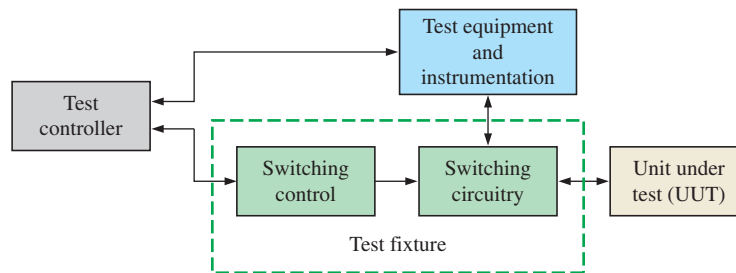 Test equipment
and
instrumentation
Test
controller
Switching
control
Switching
circuitry
Unit under
test (UUT)
Test fixture